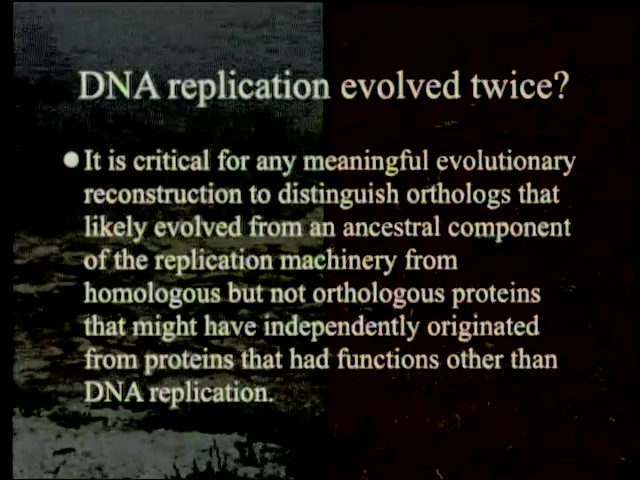 DNA replication evolved twice?
It is critical for any meaningful evolutionary
reconstruction to distinguish orthologs that
likely evolved from an ancestral component
of the replication machinery from
homologous but not orthologous proteins
that might have independently originated
from proteins that had functions other than
DNA replication.